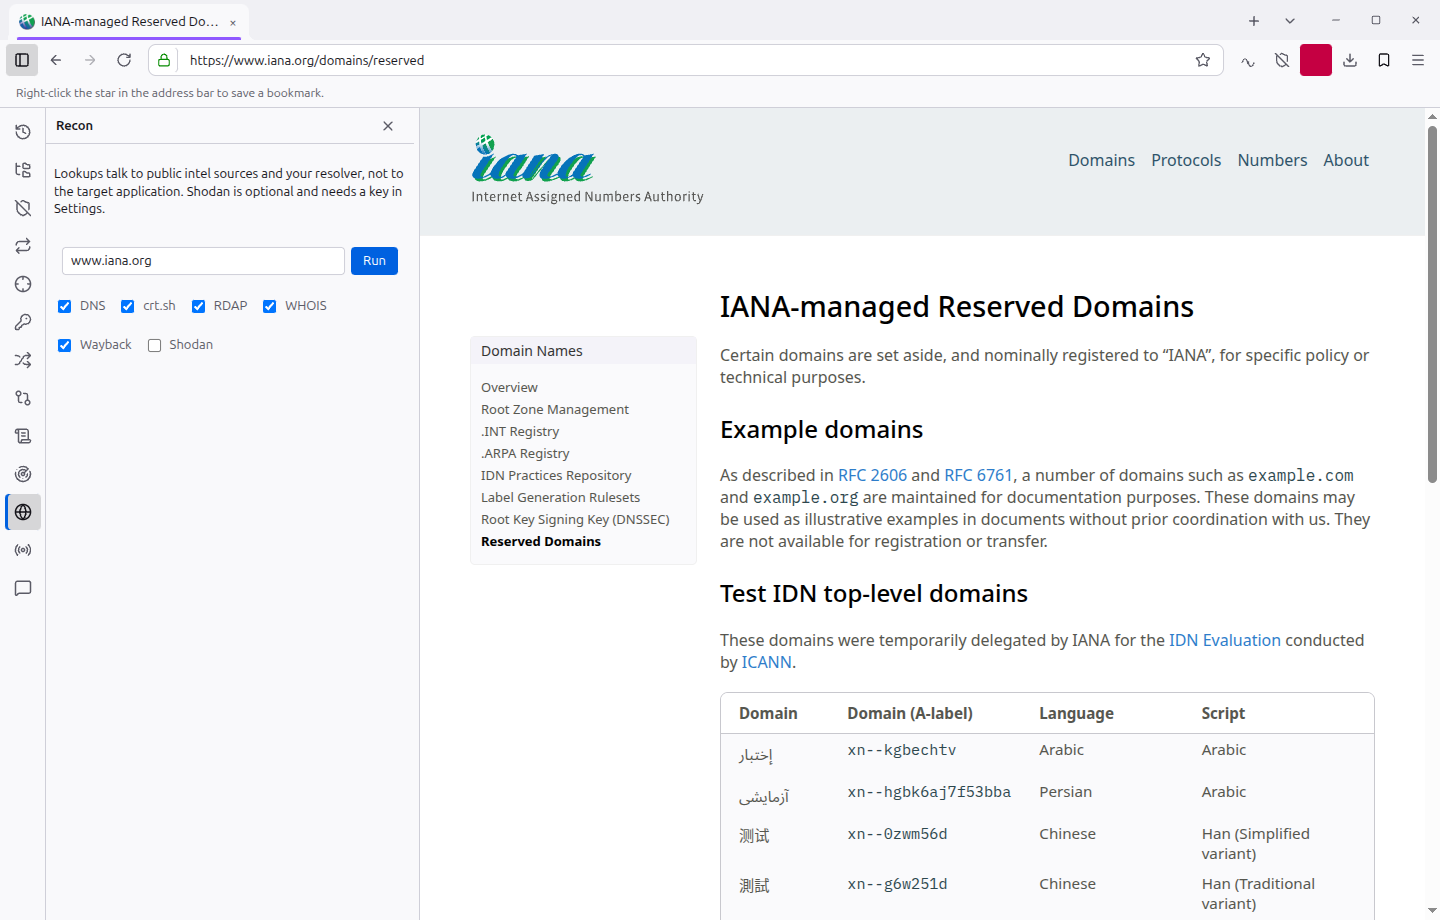 IANA-managed Reserved Do…
https://www.iana.org/domains/reserved
Right-click the star in the address bar to save a bookmark.
Recon
Lookups talk to public intel sources and your resolver, not to
the target application. Shodan is optional and needs a key in
Settings.
www.iana.org
Run
DNS
crt.sh
RDAP
WHOIS
Wayback
Shodan
iana
Internet Assigned Numbers Authority
Domains
Protocols
Numbers
About
Domain Names
Overview
Root Zone Management
.INT Registry
.ARPA Registry
IDN Practices Repository
Label Generation Rulesets
Root Key Signing Key (DNSSEC)
Reserved Domains
IANA-managed Reserved Domains
Certain domains are set aside, and nominally registered to “IANA”, for specific policy or
technical purposes.
Example domains
As described in RFC 2606 and RFC 6761, a number of domains such as example.com
and example.org are maintained for documentation purposes. These domains may
be used as illustrative examples in documents without prior coordination with us. They
are not available for registration or transfer.
Test IDN top-level domains
These domains were temporarily delegated by IANA for the IDN Evaluation conducted
by ICANN.
Domain Domain (A-label) Language Script
إختبار xn--kgbechtv Arabic Arabic
آزمایشی xn--hgbk6aj7f53bba Persian Arabic
测试 xn--0zwm56d Chinese Han (Simplified
variant)
測試 xn--g6w251d Chinese Han (Traditional
variant)